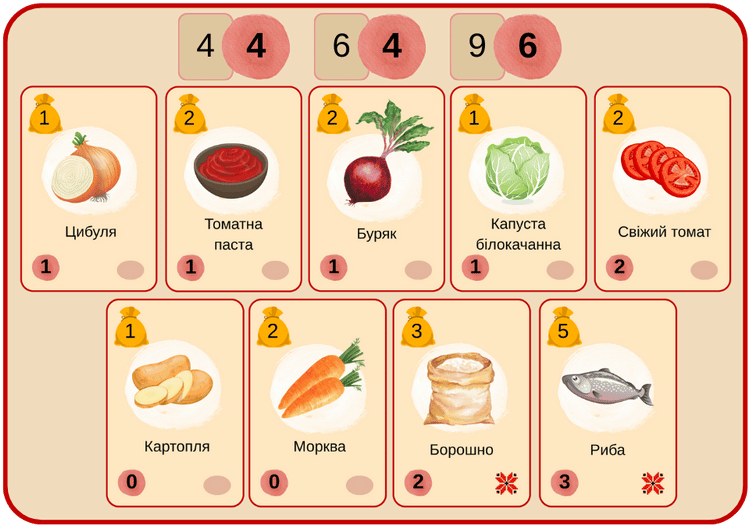 4 4 6 4 9 6
1 2 2 1 2
Цибуля
Томатна
паста
Буряк
Капуста
білокачанна
Свіжий томат
1 1 1 1 2
1 2 3 5
Картопля
Морква
Борошно
Риба
0 0 2 3